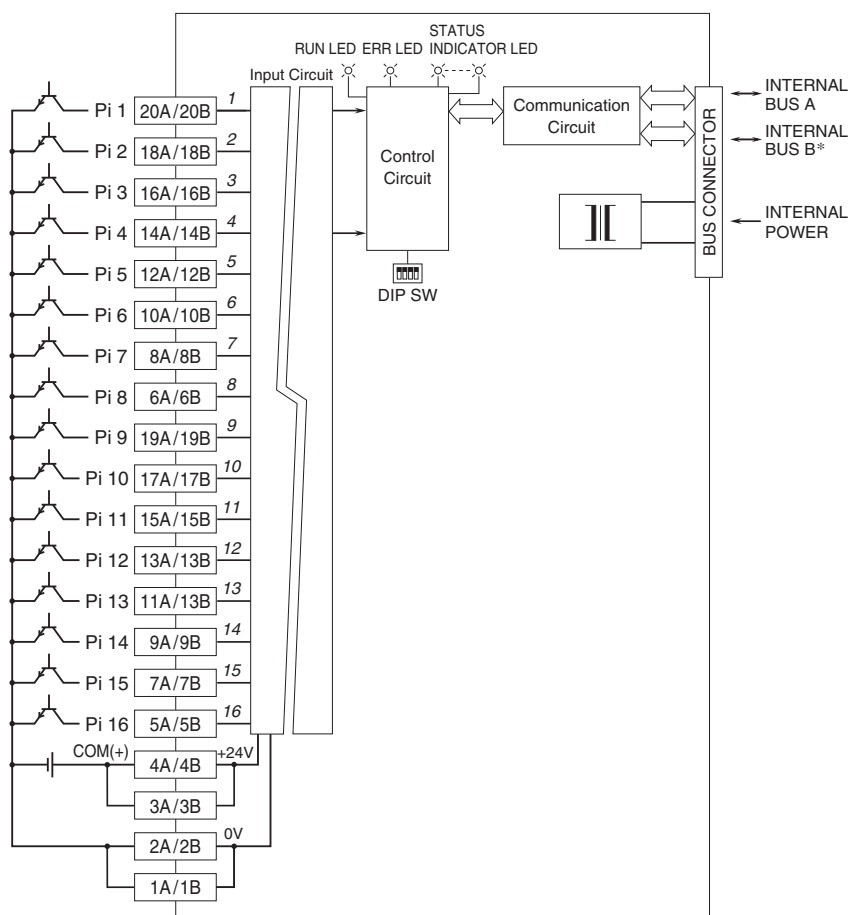 STATUS
RUN LED ERR LED INDICATOR LED
Input Circuit
Pi 1 20A/20B 1
Pi 2 18A/18B 2
Pi 3 16A/16B 3
Pi 4 14A/14B 4
Pi 5 12A/12B 5
Pi 6 10A/10B 6
Pi 7 8A/8B 7
Pi 8 6A/6B 8
Pi 9 19A/19B 9
Pi 10 17A/17B 10
Pi 11 15A/15B 11
Pi 12 13A/13B 12
Pi 13 11A/13B 13
Pi 14 9A/9B 14
Pi 15 7A/7B 15
Pi 16 5A/5B 16
COM(+) 4A/4B +24V
3A/3B
2A/2B 0V
1A/1B
Control
Circuit
DIP SW
Communication
Circuit
BUS CONNECTOR
INTERNAL
BUS A
INTERNAL
BUS B*
INTERNAL
POWER